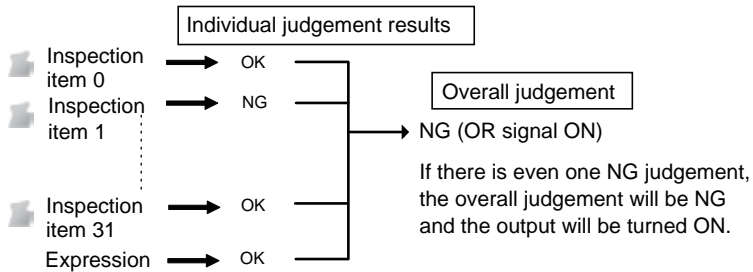 Individual judgement results
Inspection
item 0
OK
Inspection
item 1
NG
Overall judgement
NG (OR signal ON)
If there is even one NG judgement,
the overall judgement will be NG
and the output will be turned ON.
Inspection
item 31
OK
Expression
OK